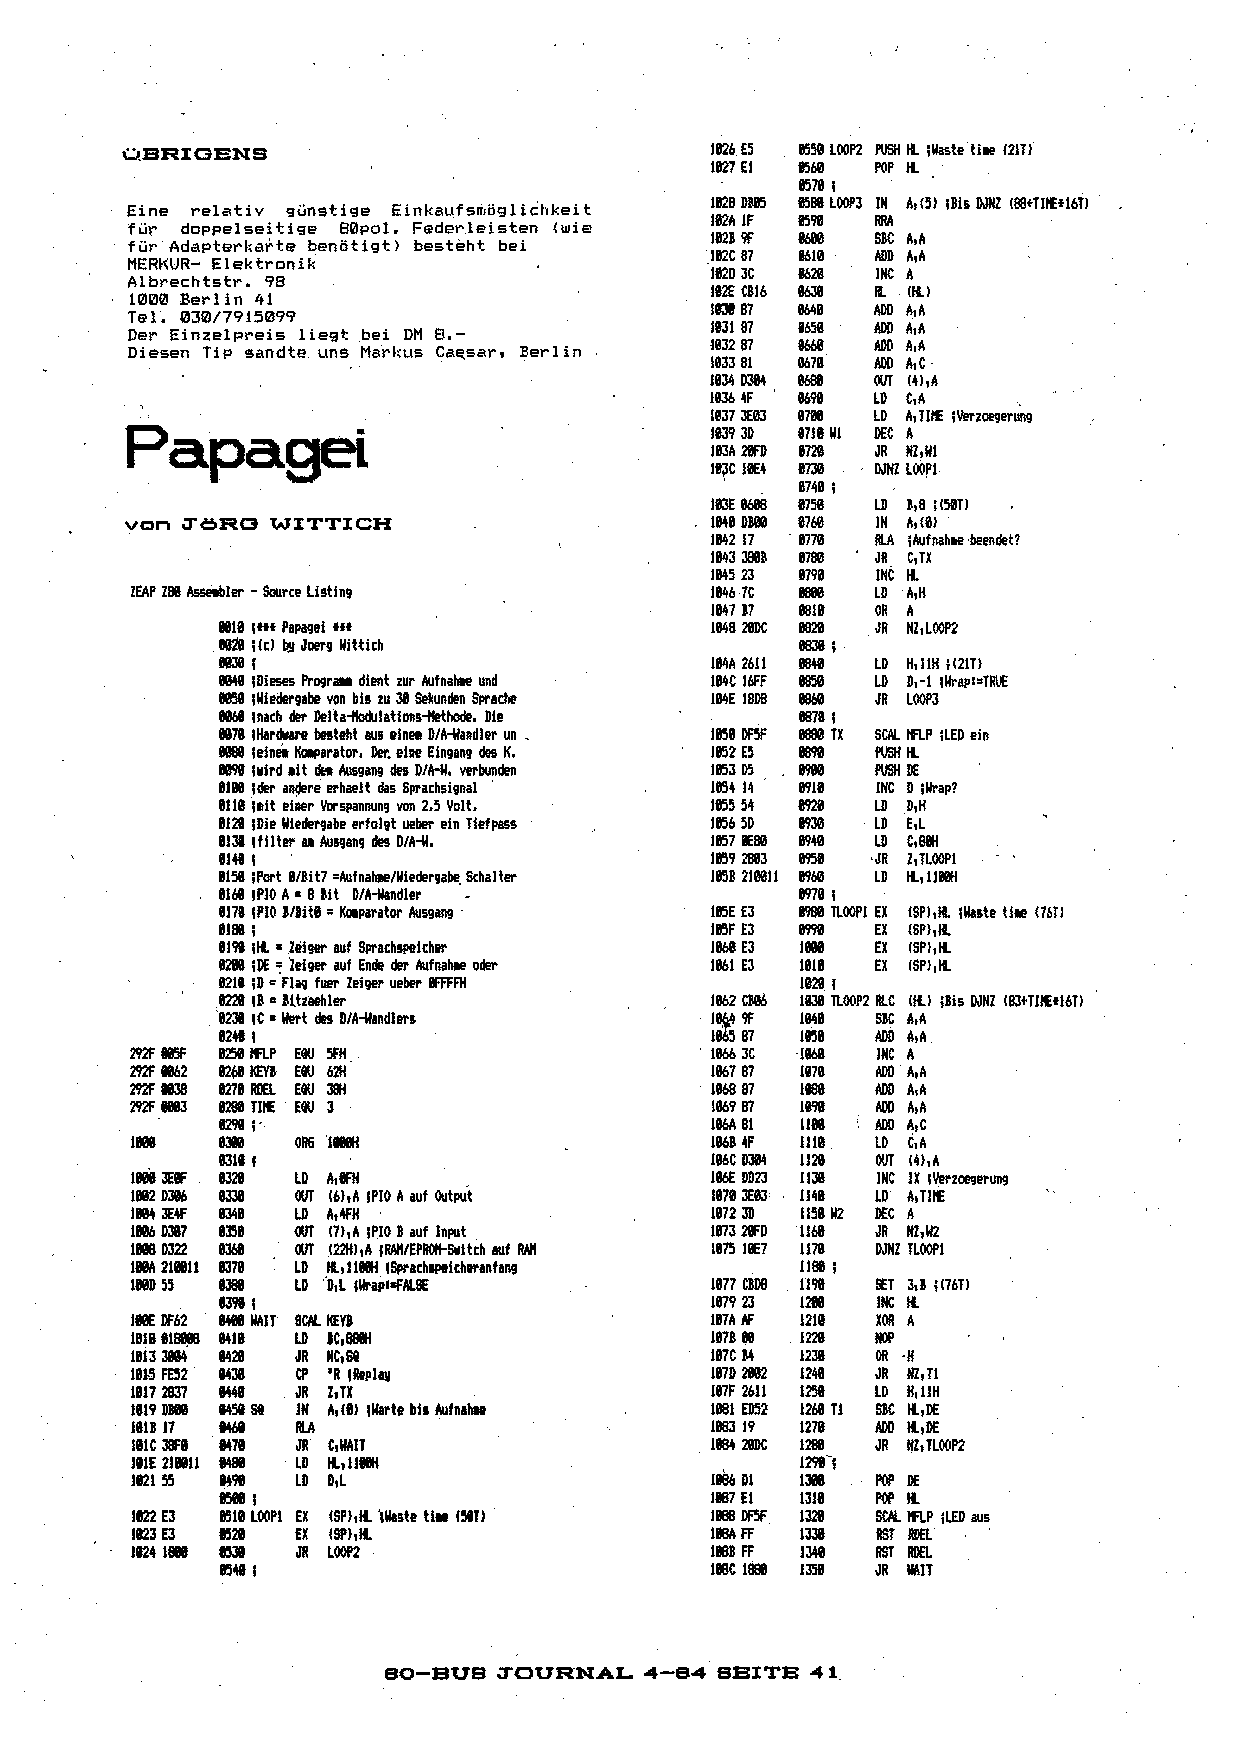 ÜBRIGENS
Eine relativ günstige Einkaufsmöglichkeit
für doppelseitige 80pol. Federleisten (wie
für Adapterkarte benötigt) besteht bei
MERKUR- Elektronik
Albrechtstr. 98
1000 Berlin 41
Tel. 030/7915099
Der Einzelpreis liegt bei DM 8.-
Diesen Tip sandte uns Markus Caesar, Berlin
Papagei
von JÖRG WITTICH
ZEAP Z80 Assembler - Source Listing
0010 ;*** Papagei ***
0020 ;(c) by Joerg Wittich
0030 ;
0040 ;Dieses Programm dient zur Aufnahme und
0050 ;Wiedergabe von bis zu 30 Sekunden Sprache
0060 ;nach der Delta-Modulations-Methode. Die
0070 ;Hardware besteht aus einem D/A-Wandler un
0080 ;einem Komparator. Der eine Eingang des K.
0090 ;wird mit dem Ausgang des D/A-W. verbunden
0100 ;der andere erhaelt das Sprachsignal
0110 ;mit einer Vorspannung von 2.5 Volt.
0120 ;Die Wiedergabe erfolgt ueber ein Tiefpass
0130 ;filter am Ausgang des D/A-W.
0140 ;
0150 ;Port 0/Bit7 =Aufnahme/Wiedergabe Schalter
0160 ;PIO A = 8 Bit D/A-Wandler
0170 ;PIO B/Bit0 = Komparator Ausgang
0180 ;
0190 ;HL = Zeiger auf Sprachspeicher
0200 ;DE = Zeiger auf Ende der Aufnahme oder
0210 ;D = Flag fuer Zeiger ueber 0FFFFH
0220 ;B = Bitzaehler
0230 ;C = Wert des D/A-Wandlers
0240 ;
292F 005F 0250 MFLP EQU 5FH
292F 0062 0260 KEYB EQU 62H
292F 0038 0270 RDEL EQU 38H
292F 0003 0280 TIME EQU 3
0290 ;
1000 0300 ORG 1000H
0310 ;
1000 3E0F 0320 LD A,0FH
1002 D306 0330 OUT (6),A ;PIO A auf Output
1004 3E4F 0340 LD A,4FH
1006 D307 0350 OUT (7),A ;PIO B auf Input
1008 D322 0360 OUT (22H),A ;RAM/EPROM-Switch auf RAM
100A 210011 0370 LD HL,1100H ;Sprachspeicheranfang
100D 55 0380 LD D,L ;Wrap:=FALSE
0390 ;
100E DF62 0400 WAIT SCAL KEYB
1010 018008 0410 LD BC,880H
1013 3004 0420 JR NC,S0
1015 FE52 0430 CP "R ;Replay
1017 2837 0440 JR Z,TX
1019 DB00 0450 S0 IN A,(0) ;Warte bis Aufnahme
101B 17 0460 RLA
101C 38F0 0470 JR C,WAIT
101E 210011 0480 LD HL,1100H
1021 55 0490 LD D,L
0500 ;
1022 E3 0510 LOOP1 EX (SP),HL ;Waste time (50T)
1023 E3 0520 EX (SP),HL
1024 1800 0530 JR LOOP2
0540 ;
1026 E5 0550 LOOP2 PUSH HL ;Waste time (21T)
1027 E1 0560 POP HL
0570 ;
1028 DB05 0580 LOOP3 IN A,(5) ;Bis DJNZ (88+TIME*16T)
102A 1F 0590 RRA
102B 9F 0600 SBC A,A
102C 87 0610 ADD A,A
102D 3C 0620 INC A
102E CB16 0630 RL (HL)
1030 87 0640 ADD A,A
1031 87 0650 ADD A,A
1032 87 0660 ADD A,A
1033 81 0670 ADD A,C
1034 D304 0680 OUT (4),A
1036 4F 0690 LD C,A
1037 3E03 0700 LD A,TIME ;Verzoegerung
1039 3D 0710 W1 DEC A
103A 20FD 0720 JR NZ,W1
103C 10E4 0730 DJNZ LOOP1
0740 ;
103E 0608 0750 LD B,8 ;(50T)
1040 DB00 0760 IN A,(0)
1042 17 0770 RLA ;Aufnahme beendet?
1043 380B 0780 JR C,TX
1045 23 0790 INC HL
1046 7C 0800 LD A,H
1047 B7 0810 OR A
1048 20DC 0820 JR NZ,LOOP2
0830 ;
104A 2611 0840 LD H,11H ;(21T)
104C 16FF 0850 LD D,-1 ;Wrap:=TRUE
104E 18D8 0860 JR LOOP3
0870 ;
1050 DF5F 0880 TX SCAL MFLP ;LED ein
1052 E5 0890 PUSH HL
1053 D5 0900 PUSH DE
1054 14 0910 INC D ;Wrap?
1055 54 0920 LD D,H
1056 5D 0930 LD E,L
1057 0E80 0940 LD C,80H
1059 2803 0950 JR Z,TLOOP1
105B 210011 0960 LD HL,1100H
0970 ;
105E E3 0980 TLOOP1 EX (SP),HL ;Waste time (76T)
105F E3 0990 EX (SP),HL
1060 E3 1000 EX (SP),HL
1061 E3 1010 EX (SP),HL
1020 ;
1062 CB06 1030 TLOOP2 RLC (HL) ;Bis DJNZ (83+TIME*16T)
1064 9F 1040 SBC A,A
1065 87 1050 ADD A,A
1066 3C 1060 INC A
1067 87 1070 ADD A,A
1068 87 1080 ADD A,A
1069 87 1090 ADD A,A
106A 81 1100 ADD A,C
106B 4F 1110 LD C,A
106C D304 1120 OUT (4),A
106E DD23 1130 INC IX ;Verzoegerung
1070 3E03 1140 LD A,TIME
1072 3D 1150 W2 DEC A
1073 20FD 1160 JR NZ,W2
1075 10E7 1170 DJNZ TLOOP1
1180 ;
1077 CBD8 1190 SET 3,B ;(76T)
1079 23 1200 INC HL
107A AF 1210 XOR A
107B 00 1220 NOP
107C B4 1230 OR H
107D 2002 1240 JR NZ,T1
107F 2611 1250 LD H,11H
1081 ED52 1260 T1 SBC HL,DE
1083 19 1270 ADD HL,DE
1084 20DC 1280 JR NZ,TLOOP2
1290 ;
1086 D1 1300 POP DE
1087 E1 1310 POP HL
1088 DF5F 1320 SCAL MFLP ;LED aus
108A FF 1330 RST RDEL
108B FF 1340 RST RDEL
108C 1880 1350 JR WAIT
80-BUS JOURNAL 4-84 SEITE 41